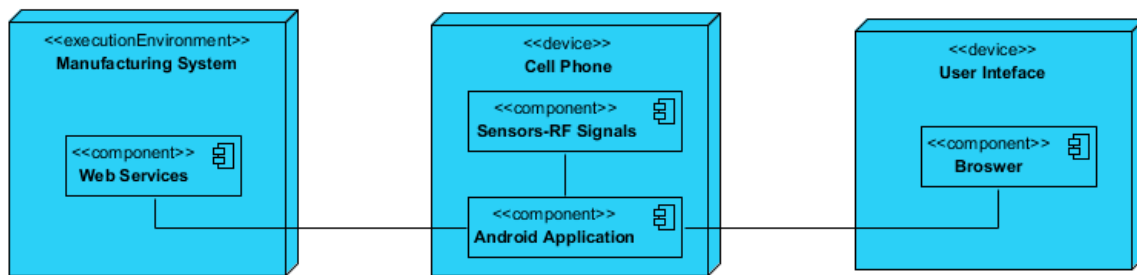 <<executionEnvironment>>
Manufacturing System
<<component>>
Web Services
<<device>>
Cell Phone
<<component>>
Sensors-RF Signals
<<component>>
Android Application
<<device>>
User Inteface
<<component>>
Broswer